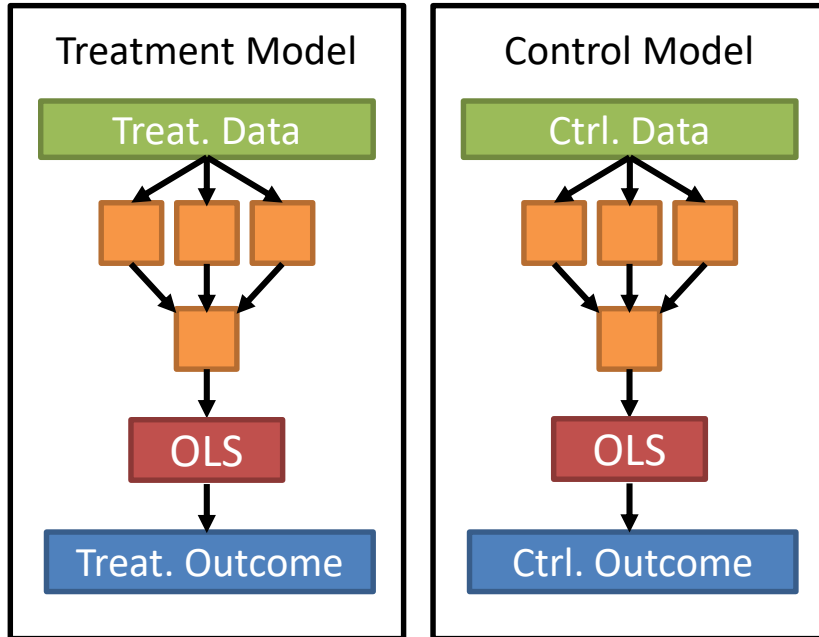 Treatment Model
Treat. Data
OLS
Treat. Outcome
Control Model
Ctrl. Data
OLS
Ctrl. Outcome